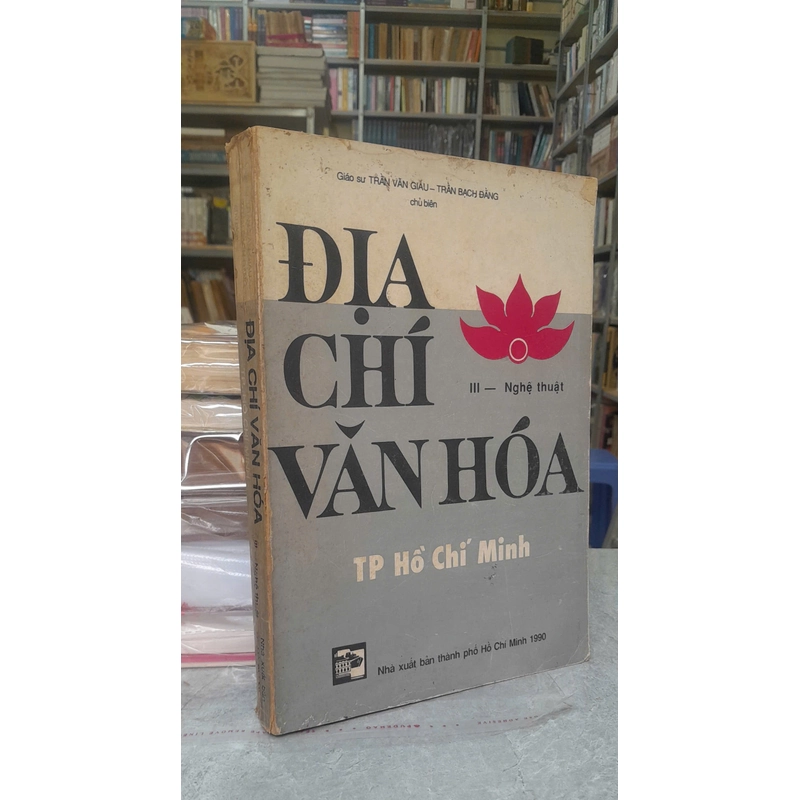 Giáo sư TRẦN VĂN GIÀU – TRẦN BẠCH ĐẰNG
chủ biên
ĐỊA
CHÍ
VĂN HÓA
III — Nghệ thuật
TP Hồ Chí Minh
Nhà xuất bản thành phố Hồ Chí Minh 1990
ĐỊA CHÍ VĂN HÓA